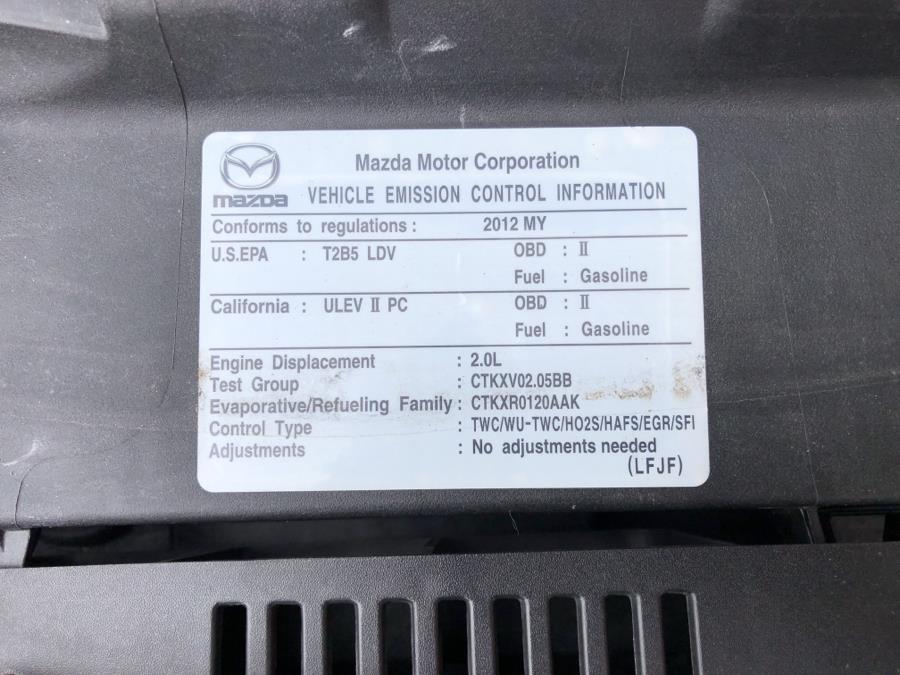 mazda
Mazda Motor Corporation
VEHICLE EMISSION CONTROL INFORMATION
Conforms to regulations : 2012 MY
U.S.EPA : T2B5 LDV OBD : II
Fuel : Gasoline
California : ULEV II PC OBD : II
Fuel : Gasoline
Engine Displacement : 2.0L
Test Group : CTKXV02.05BB
Evaporative/Refueling Family : CTKXR0120AAK
Control Type : TWC/WU-TWC/HO2S/HAFS/EGR/SFI
Adjustments : No adjustments needed
(LFJF)